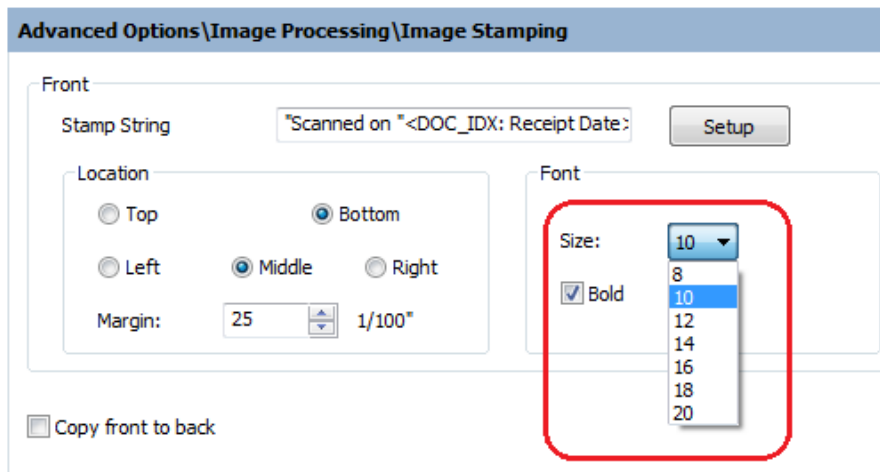 Advanced Options\Image Processing\Image Stamping
Front
Stamp String "Scanned on "<DOC_IDX: Receipt Date> Setup
Location
Top Bottom
Left Middle Right
Margin: 25 1/100"
Font
Size: 10
Bold
8
10
12
14
16
18
20
Copy front to back